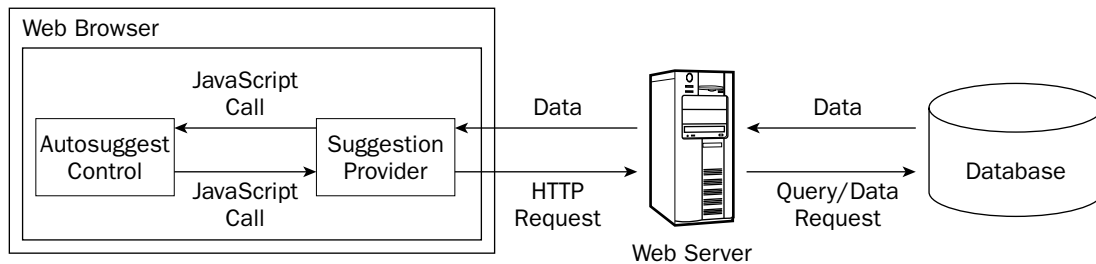 Web Browser
JavaScript
Call
Data
Data
Autosuggest
Control
Suggestion
Provider
Database
JavaScript
Call
HTTP
Request
Query/Data
Request
Web Server